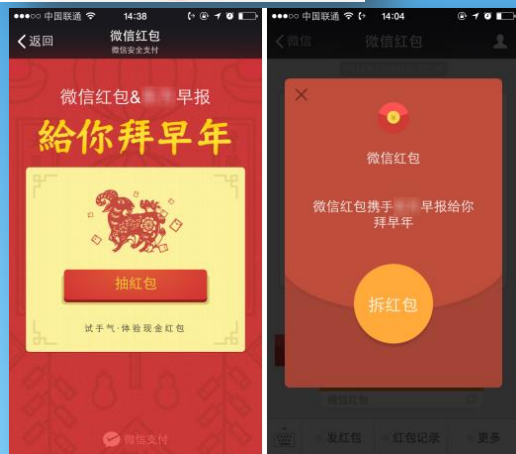 中国联通 14:38
返回
微信红包
微信安全支付
微信红包& 早报
給你拜早年
抽紅包
试手气·体验现金红包
微信支付
中国联通 14:04
微信
微信红包
微信红包
微信红包携手 早报给你
拜早年
拆红包
微信红包
发红包
红包记录
更多